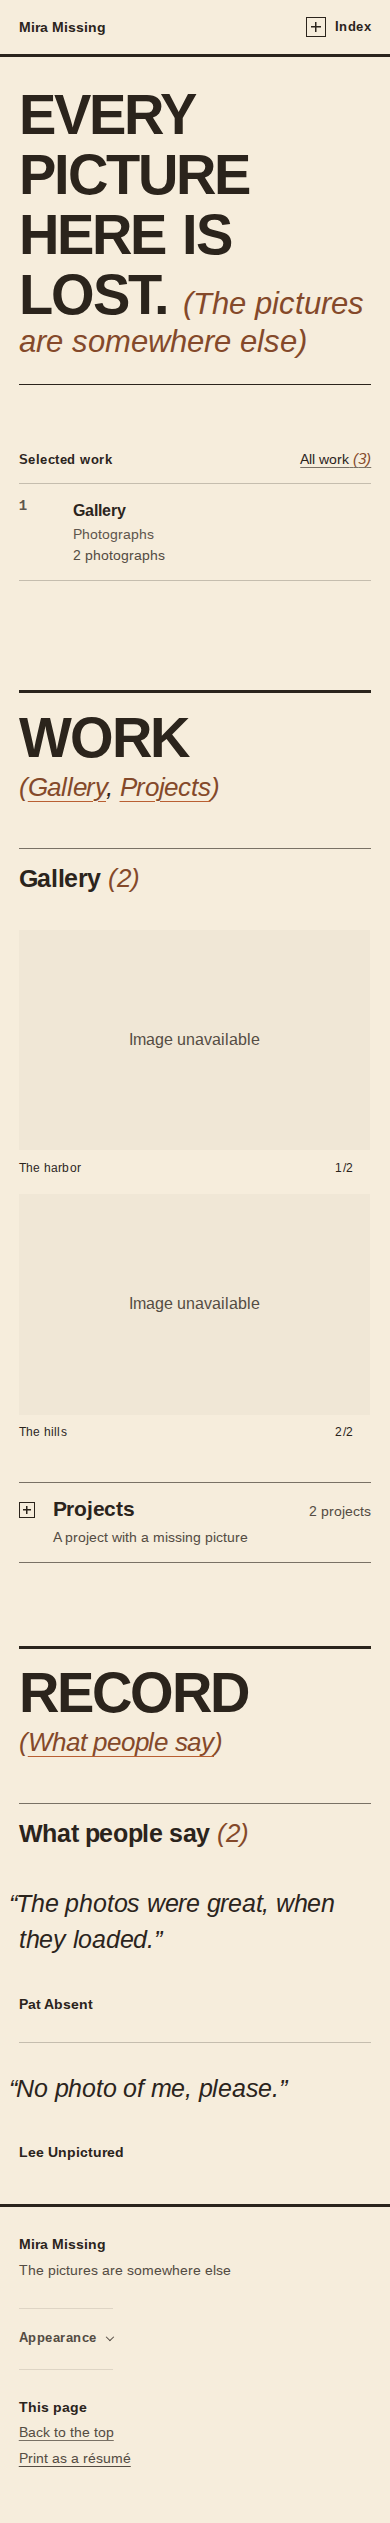 Mira Missing
Index
EVERY
PICTURE
HERE IS
LOST. (The pictures
are somewhere else)
Selected work
All work (3)
1
Gallery
Photographs
2 photographs
WORK
(Gallery, Projects)
Gallery (2)
Image unavailable
The harbor
1/2
Image unavailable
The hills
2/2
Projects
2 projects
A project with a missing picture
RECORD
(What people say)
What people say (2)
“The photos were great, when
they loaded.”
Pat Absent
“No photo of me, please.”
Lee Unpictured
Mira Missing
The pictures are somewhere else
Appearance
This page
Back to the top
Print as a résumé